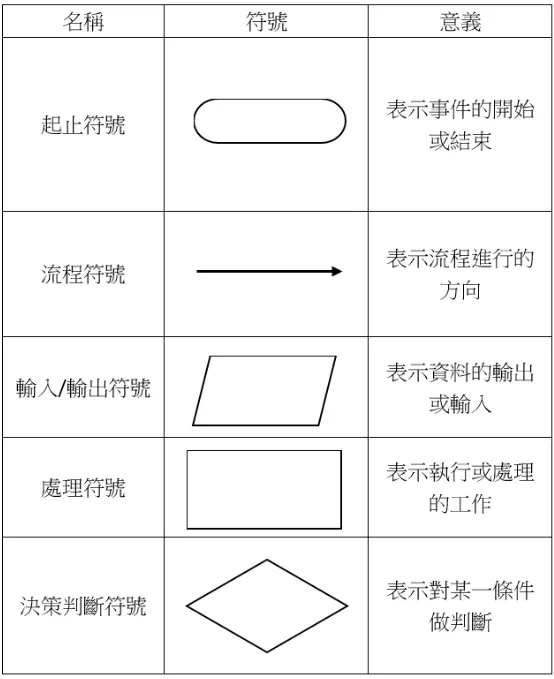 名稱 符號 意義
起止符號
表示事件的開始
或結束
流程符號
表示流程進行的
方向
輸入/輸出符號
表示資料的輸出
或輸入
處理符號
表示執行或處理
的工作
決策判斷符號
表示對某一條件
做判斷